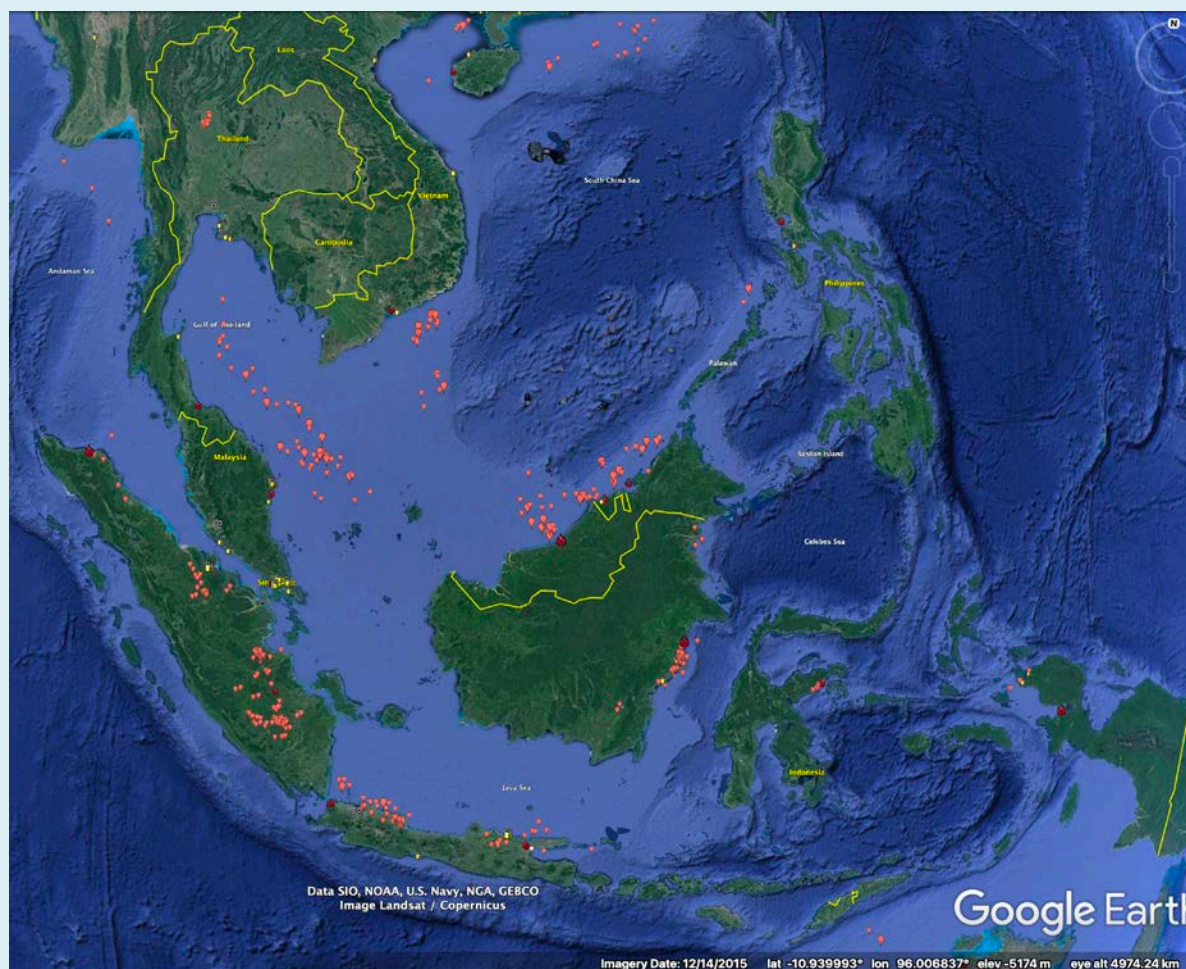 N
Laos
Thailand
South China Sea
Vietnam
Cambodia
Andaman Sea
Philippines
Gulf of Thailand
Palawan
Malaysia
Basilan Island
Celebes Sea
Indonesia
Java Sea
Data SIO, NOAA, U.S. Navy, NGA, GEBCO
Image Landsat / Copernicus
Google Earth
Imagery Date: 12/14/2015 lat -10.939993° lon 96.006837° elev -5174 m eye alt 4974.24 km